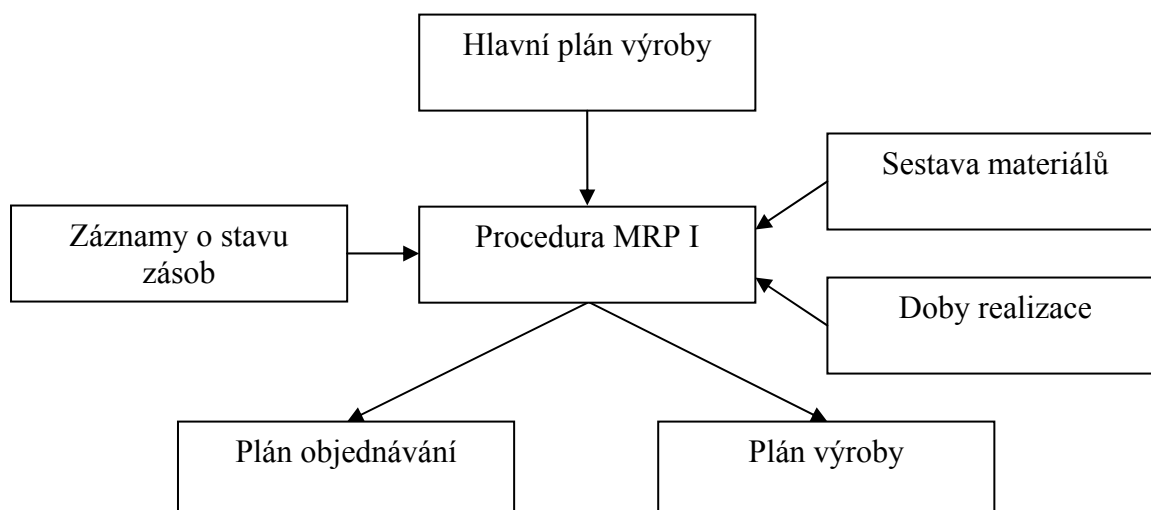 Hlavní plán výroby
Sestava materiálů
Záznamy o stavu
zásob
Procedura MRP I
Doby realizace
Plán objednávání
Plán výroby